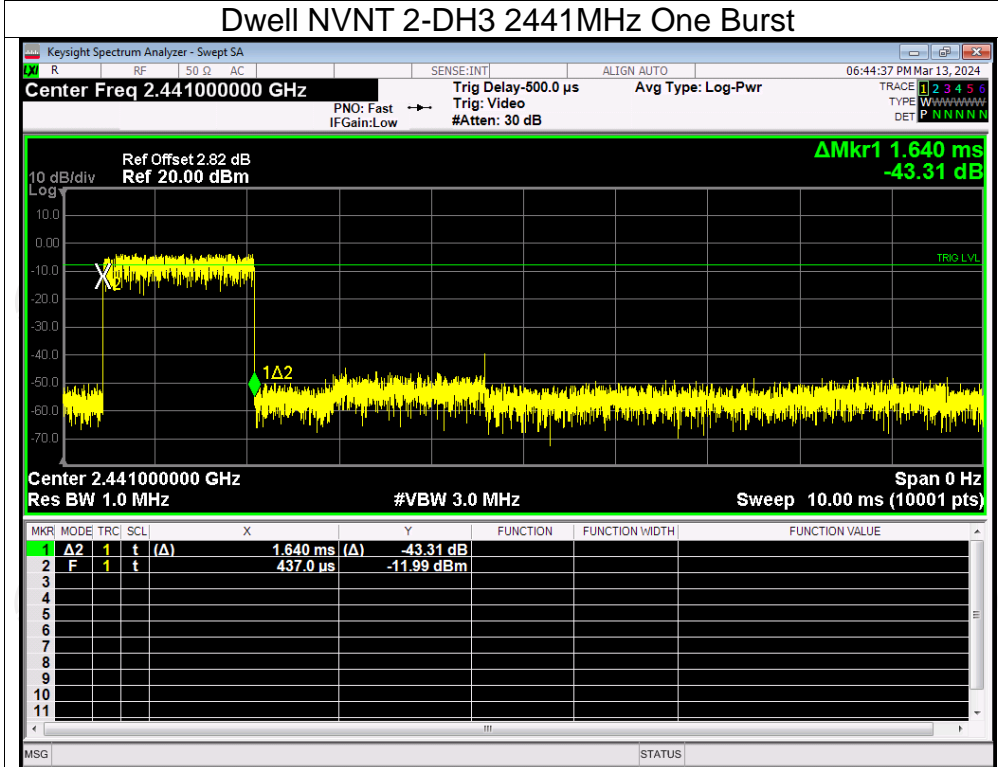 Dwell NVNT 2-DH3 2441MHz One Burst
Keysight Spectrum Analyzer - Swept SA
LXI R RF 50 Ω AC SENSE:INT ALIGN AUTO 06:44:37 PM Mar 13, 2024
Center Freq 2.441000000 GHz
PNO: Fast
IFGain:Low
Trig Delay-500.0 µs
Trig: Video
#Atten: 30 dB
Avg Type: Log-Pwr
TRACE 1 2 3 4 5 6
TYPE WWWWWWW
DET P N N N N N
ΔMkr1 1.640 ms
-43.31 dB
Ref Offset 2.82 dB
10 dB/div Ref 20.00 dBm
Log
10.0
0.00
TRIG LVL
-10.0
-20.0
-30.0
-40.0
1Δ2
-50.0
-60.0
-70.0
Center 2.441000000 GHz Span 0 Hz
Res BW 1.0 MHz #VBW 3.0 MHz Sweep 10.00 ms (10001 pts)
MKR MODE TRC SCL X Y FUNCTION FUNCTION WIDTH FUNCTION VALUE
1 Δ2 1 t (Δ) 1.640 ms (Δ) -43.31 dB
2 F 1 t 437.0 µs -11.99 dBm
3
4
5
6
7
8
9
10
11
MSG STATUS